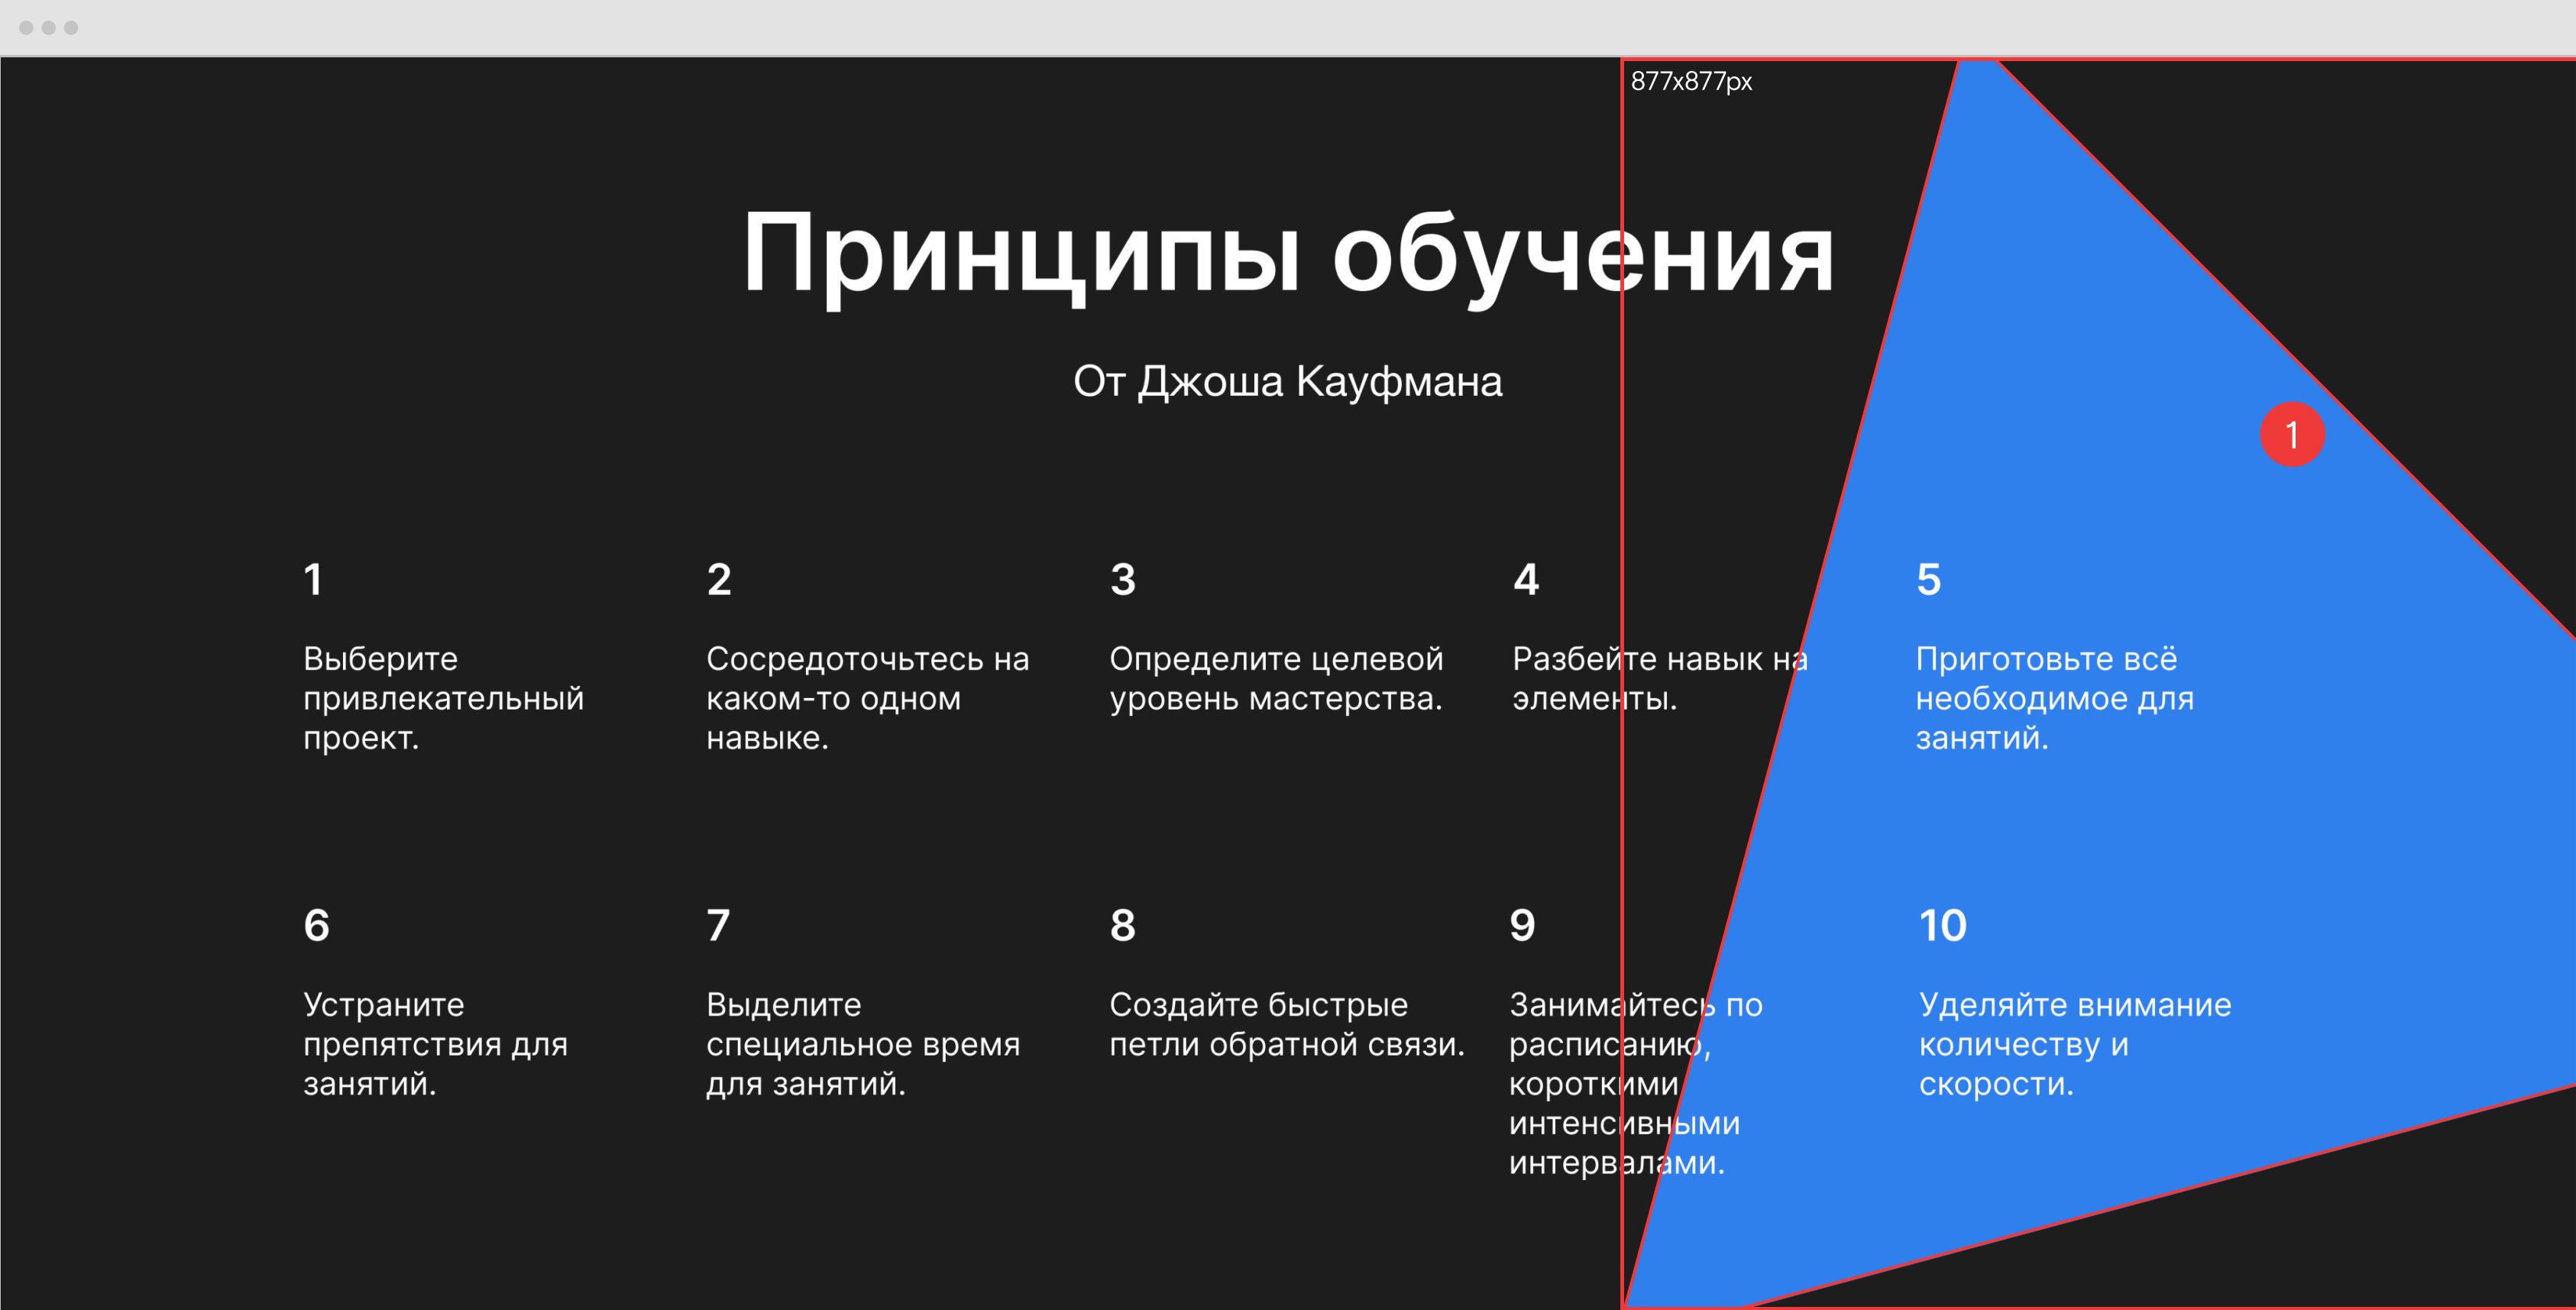 877x877px
Принципы обучения
От Джоша Кауфмана
1
1
Выберите
привлекательный
проект.
2
Сосредоточьтесь на
каком-то одном
навыке.
3
Определите целевой
уровень мастерства.
4
Разбейте навык на
элементы.
5
Приготовьте всё
необходимое для
занятий.
6
Устраните
препятствия для
занятий.
7
Выделите
специальное время
для занятий.
8
Создайте быстрые
петли обратной связи.
9
Занимайтесь по
расписанию,
короткими
интенсивными
интервалами.
10
Уделяйте внимание
количеству и
скорости.